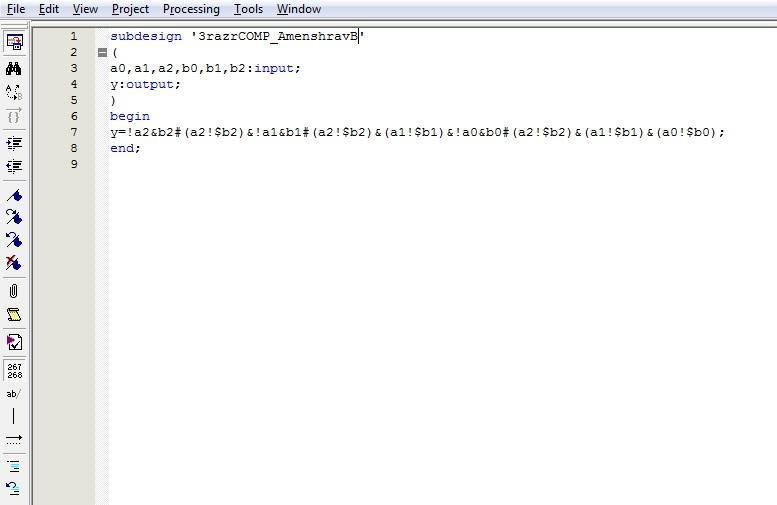 File Edit View Project Processing Tools Window
1 subdesign '3razrCOMP_AmenshravB'
2 (
3 a0,a1,a2,b0,b1,b2:input;
4 y:output;
5 )
6 begin
7 y=!a2&b2#(a2!$b2)&!a1&b1#(a2!$b2)&(a1!$b1)&!a0&b0#(a2!$b2)&(a1!$b1)&(a0!$b0);
8 end;
9
A
B
{}
267
268
ab/